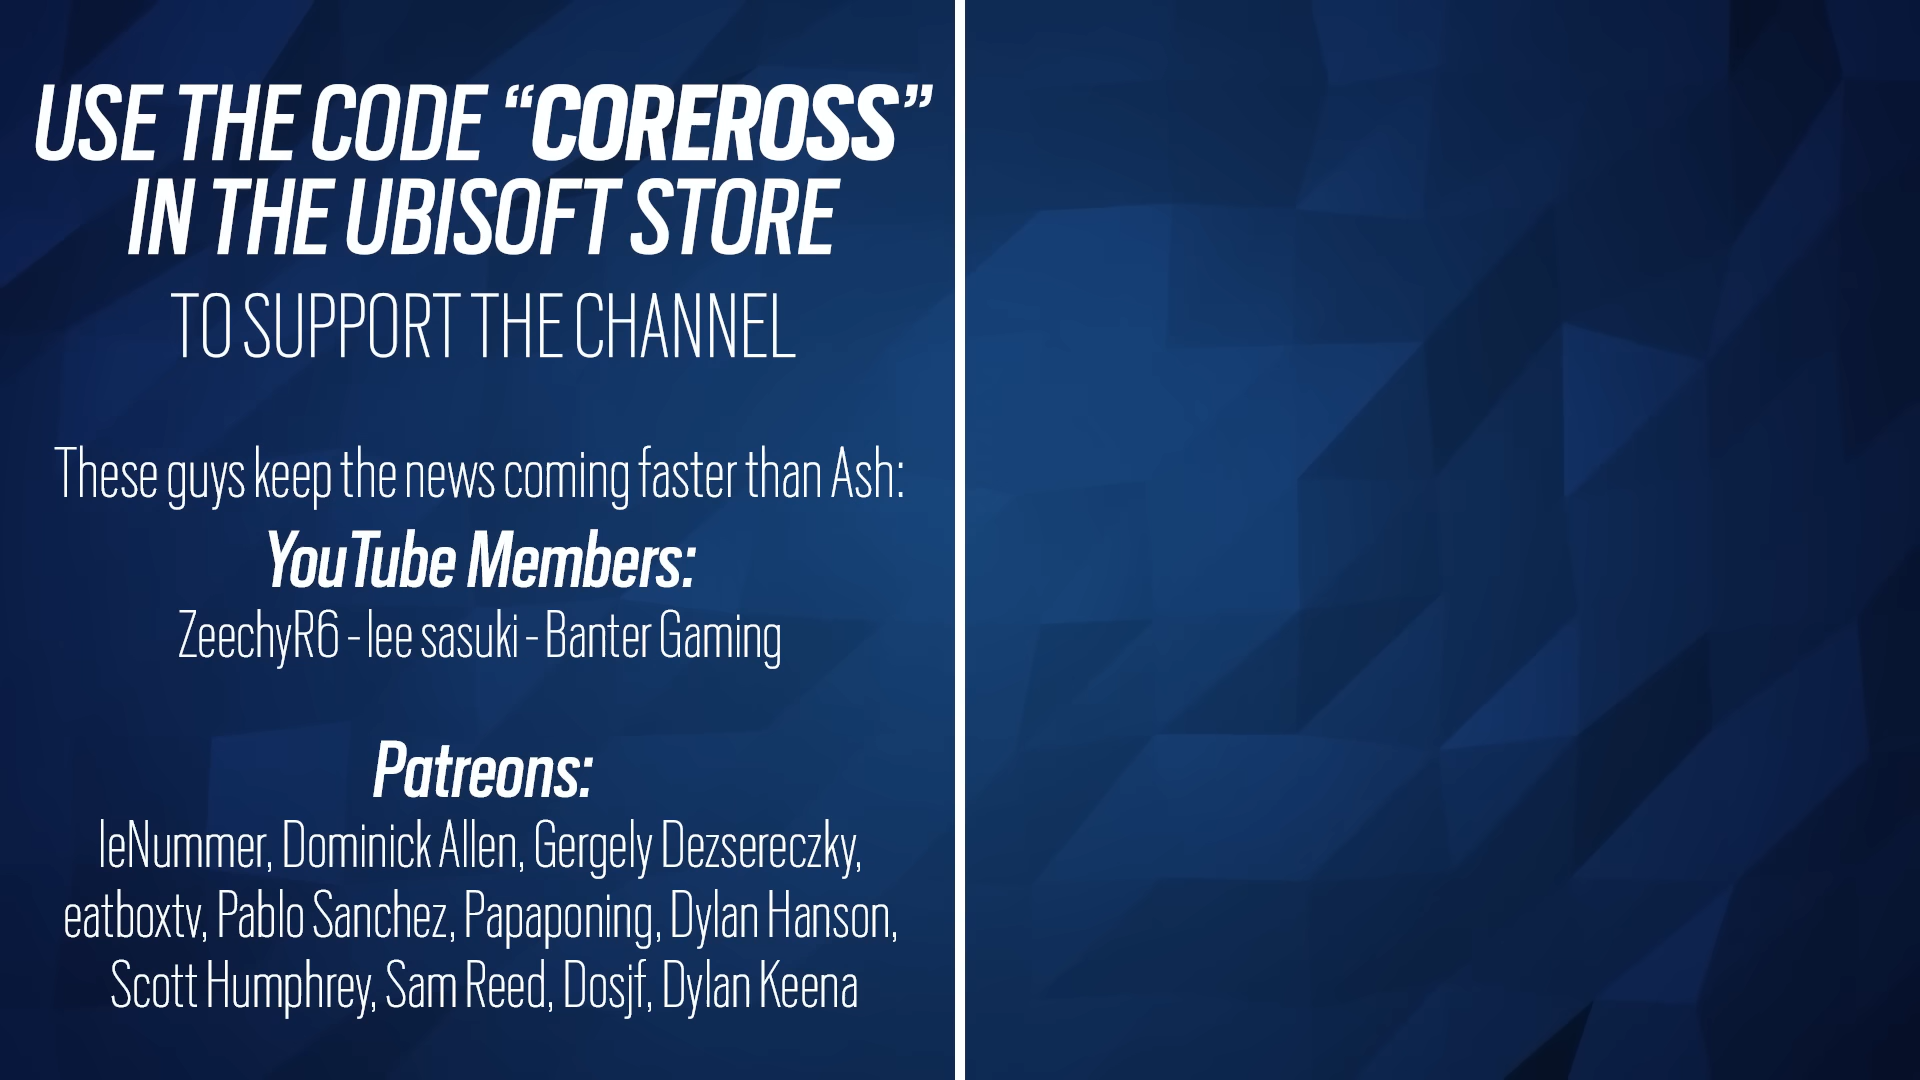 USE THE CODE “COREROSS”
IN THE UBISOFT STORE
TO SUPPORT THE CHANNEL
These guys keep the news coming faster than Ash:
YouTube Members:
ZeechyR6 - lee sasuki - Banter Gaming
Patreons:
leNummer, Dominick Allen, Gergely Dezsereczky,
eatboxtv, Pablo Sanchez, Papaponing, Dylan Hanson,
Scott Humphrey, Sam Reed, Dosjf, Dylan Keena